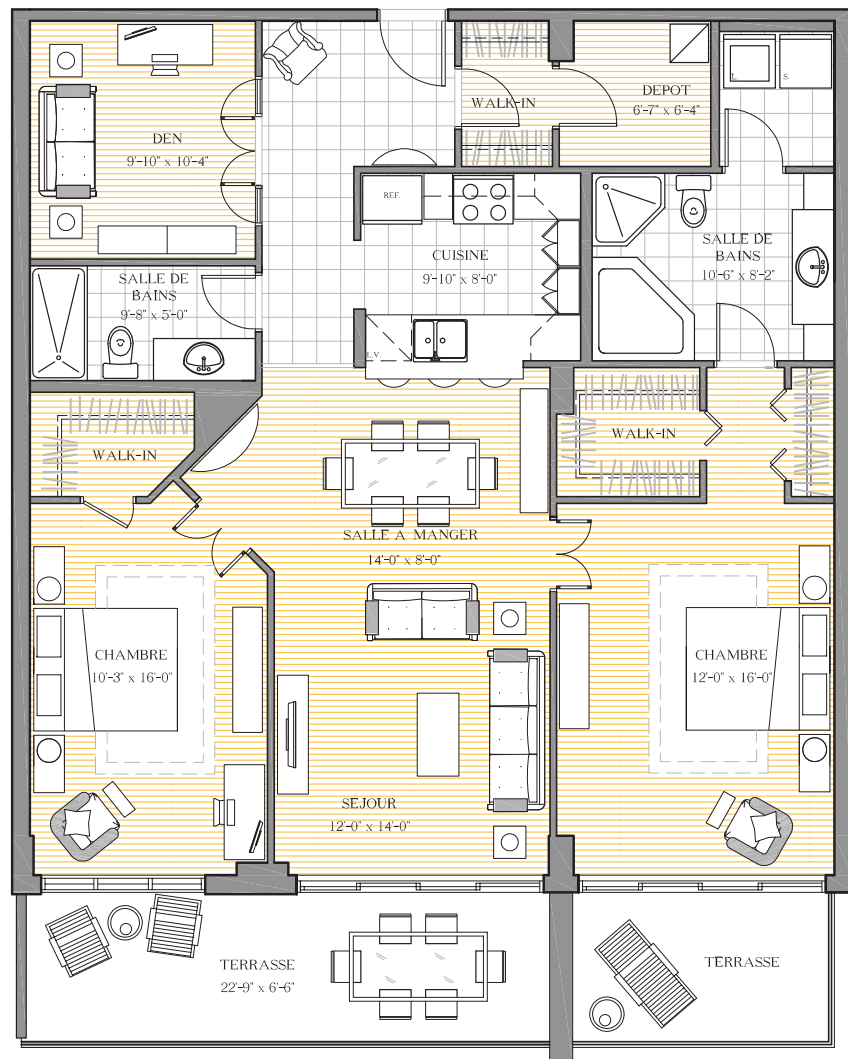 L.
S.
DEPOT
6'-7" x 6'-4"
WALK-IN
DEN
9'-10" x 10'-4"
REF.
CUISINE
9'-10" x 8'-0"
SALLE DE
BAINS
10'-6" x 8'-2"
SALLE DE
BAINS
9'-8" x 5'-0"
L.V.
WALK-IN
WALK-IN
SALLE A MANGER
14'-0" x 8'-0"
CHAMBRE
10'-3" x 16'-0"
CHAMBRE
12'-0" x 16'-0"
SEJOUR
12'-0" x 14'-0"
TERRASSE
22'-9" x 6'-6"
TERRASSE